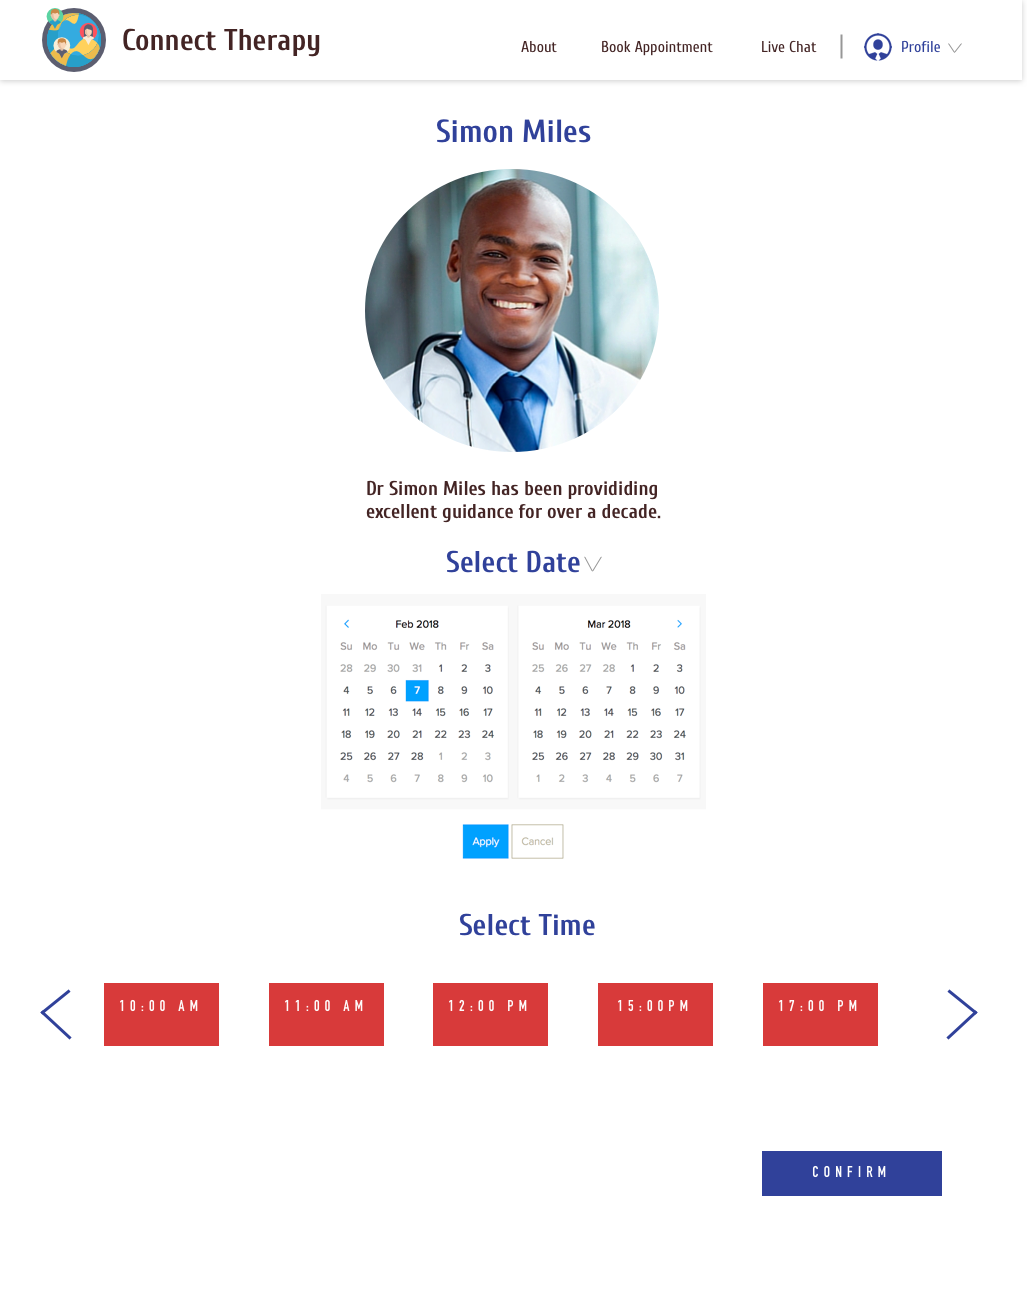 Connect Therapy
About Book Appointment Live Chat Profile
Simon Miles
Dr Simon Miles has been provididing
excellent guidance for over a decade.
Select Date
Feb 2018
Su Mo Tu We Th Fr Sa
28 29 30 31 1 2 3
4 5 6 7 8 9 10
11 12 13 14 15 16 17
18 19 20 21 22 23 24
25 26 27 28 1 2 3
4 5 6 7 8 9 10
Mar 2018
Su Mo Tu We Th Fr Sa
25 26 27 28 1 2 3
4 5 6 7 8 9 10
11 12 13 14 15 16 17
18 19 20 21 22 23 24
25 26 27 28 29 30 31
1 2 3 4 5 6 7
Apply Cancel
Select Time
10:00 AM 11:00 AM 12:00 PM 15:00PM 17:00 PM
CONFIRM